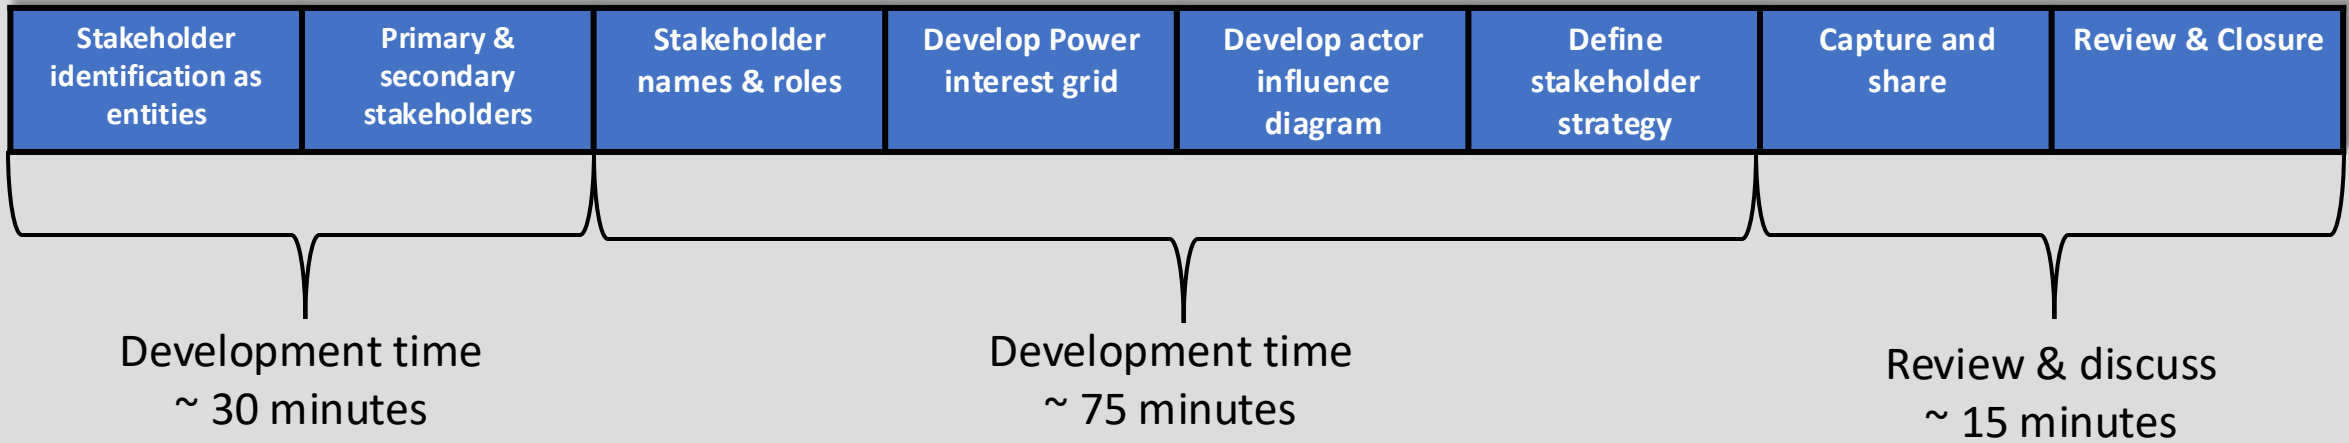 Stakeholder
identification as
entities
Primary &
secondary
stakeholders
Stakeholder
names & roles
Develop Power
interest grid
Develop actor
influence
diagram
Define
stakeholder
strategy
Capture and
share
Review & Closure
Development time
~ 30 minutes
Development time
~ 75 minutes
Review & discuss
~ 15 minutes